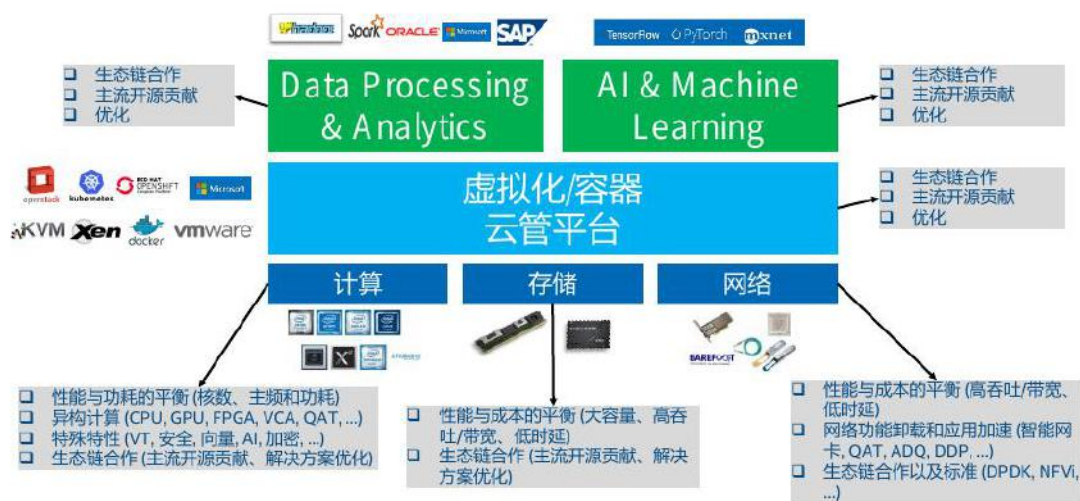 hadoop
Spark
ORACLE
Microsoft
SAP
TensorFlow
PyTorch
mxnet
生态链合作
主流开源贡献
优化
Data Processing
& Analytics
AI & Machine
Learning
生态链合作
主流开源贡献
优化
openstack
kubernetes
RED HAT
OPENSHIFT
Microsoft
KVM
Xen
docker
vmware
虚拟化/容器
云管平台
生态链合作
主流开源贡献
优化
计算
存储
网络
BAREFOOT
性能与功耗的平衡 (核数、主频和功耗)
异构计算 (CPU, GPU, FPGA, VCA, QAT, ...)
特殊特性 (VT, 安全, 向量, AI, 加密, ...)
生态链合作 (主流开源贡献、解决方案优化)
性能与成本的平衡 (大容量、高吞
吐/带宽、低时延)
生态链合作 (主流开源贡献、解决
方案优化)
性能与成本的平衡 (高吞吐/带宽、
低时延)
网络功能卸载和应用加速 (智能网
卡, QAT, ADQ, DDP, ...)
生态链合作以及标准 (DPDK, NFVi,
...)